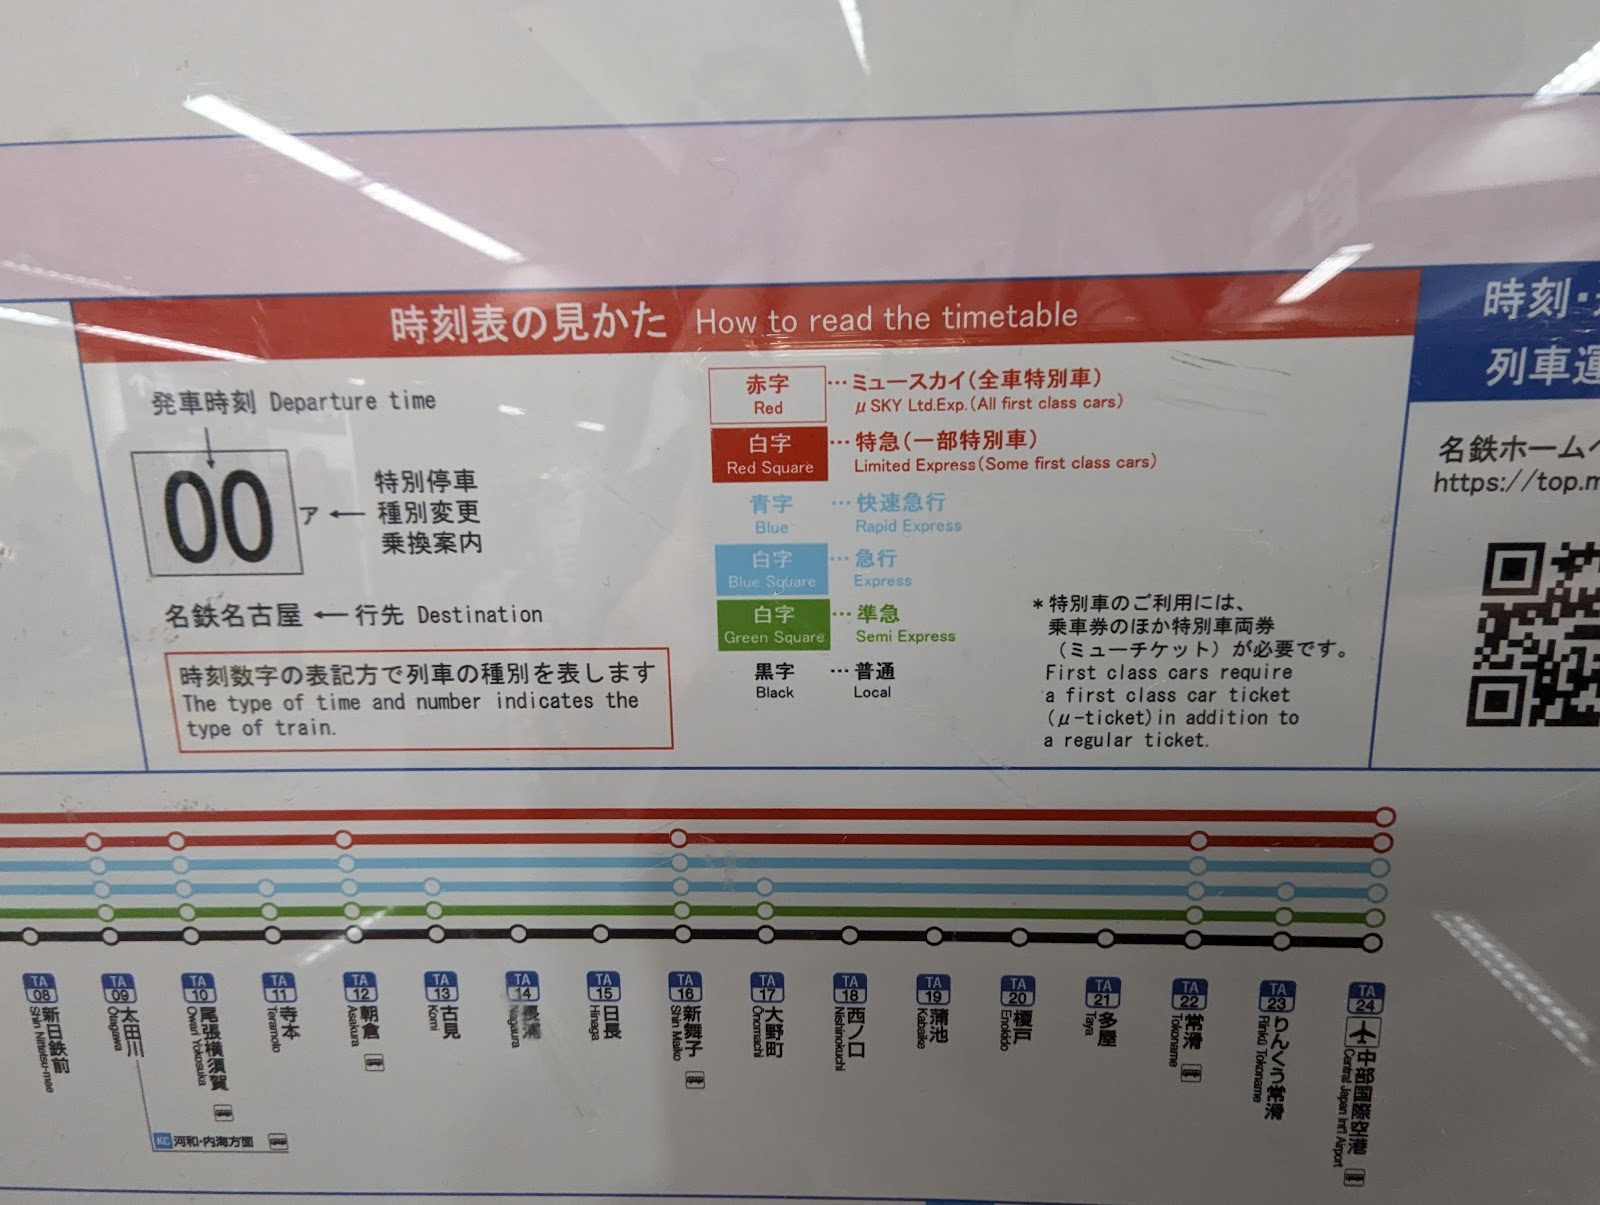 時刻表の見かた How to read the timetable
発車時刻 Departure time
00
ア
特別停車
種別変更
乗換案内
名鉄名古屋 ← 行先 Destination
時刻数字の表記方で列車の種別を表します
The type of time and number indicates the
type of train.
赤字 … ミュースカイ(全車特別車)
Red μ SKY Ltd.Exp.(All first class cars)
白字 … 特急(一部特別車)
Red Square Limited Express(Some first class cars)
青字 … 快速急行
Blue Rapid Express
白字 … 急行
Blue Square Express
白字 … 準急
Green Square Semi Express
黒字 … 普通
Black Local
*特別車のご利用には、
乗車券のほか特別車両券
(ミューチケット)が必要です。
First class cars require
a first class car ticket
(μ-ticket)in addition to
a regular ticket.
時刻・
列車運
名鉄ホーム
https://top.m
TA 08 新日鉄前 Shin Nittetsu-mae
TA 09 太田川 Otagawa
TA 10 尾張横須賀 Owari Yokosuka
TA 11 寺本 Teramoto
TA 12 朝倉 Asakura
TA 13 古見 Komi
TA 14 長浦 Nagaura
TA 15 日長 Hinaga
TA 16 新舞子 Shin Maiko
TA 17 大野町 Onomachi
TA 18 西ノ口 Nishinokuchi
TA 19 蒲池 Kabaike
TA 20 榎戸 Enokido
TA 21 多屋 Taya
TA 22 常滑 Tokoname
TA 23 りんくう常滑 Rinku Tokoname
TA 24 中部国際空港 Central Japan Int'l Airport
KC 河和・内海方面